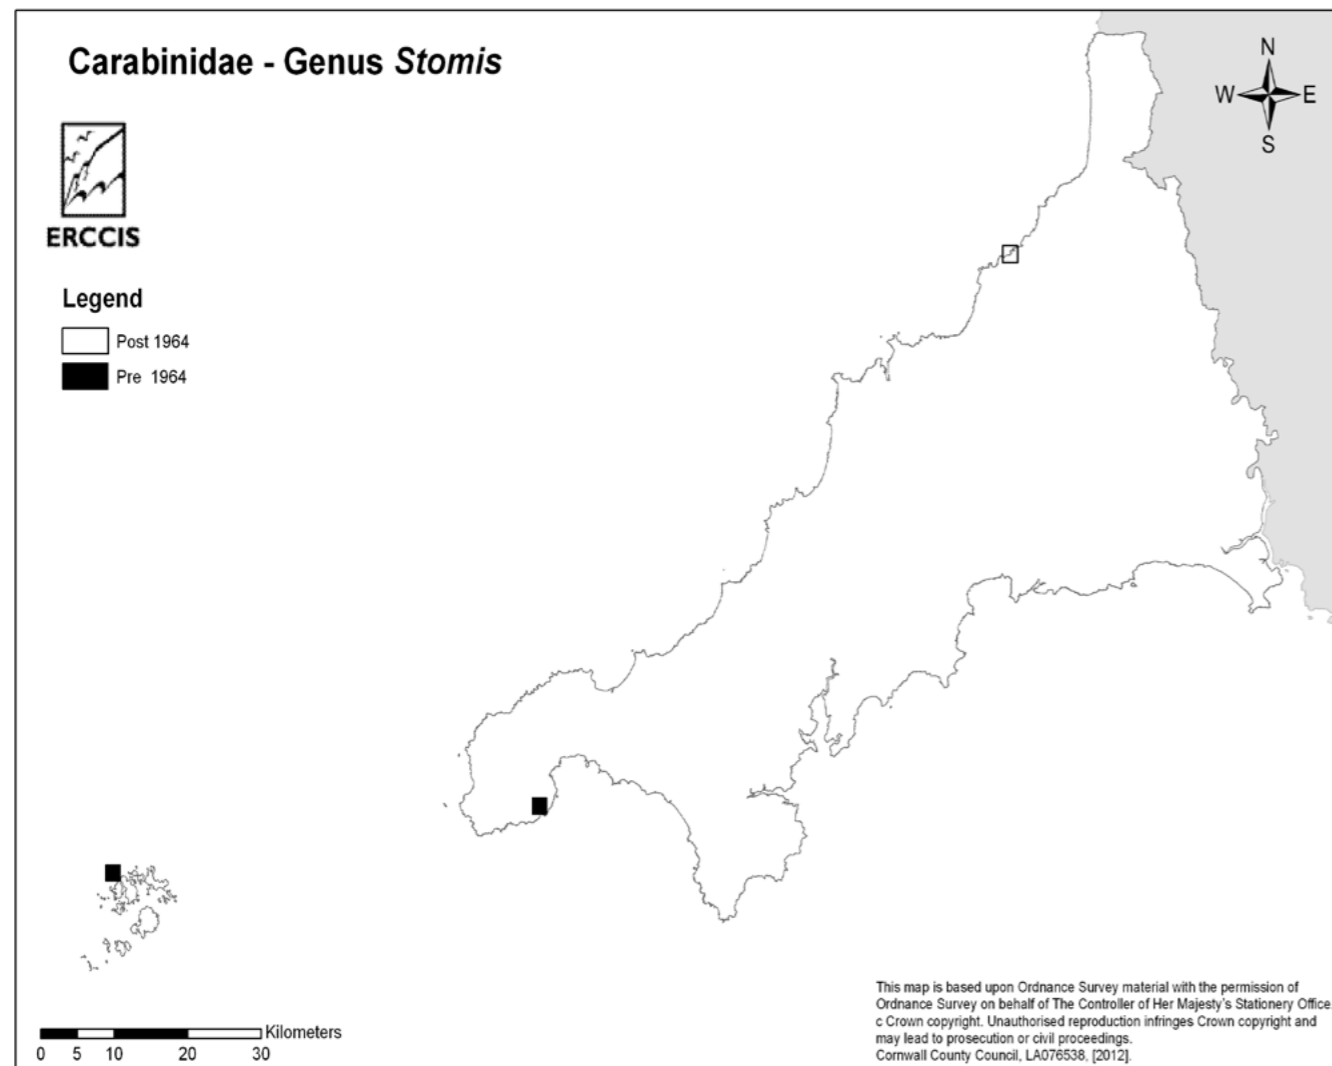 Carabinidae - Genus Stomis
N
W E
S
ERCCIS
Legend
Post 1964
Pre 1964
Kilometers
0 5 10 20 30
This map is based upon Ordnance Survey material with the permission of
Ordnance Survey on behalf of The Controller of Her Majesty's Stationery Office
c Crown copyright. Unauthorised reproduction infringes Crown copyright and
may lead to prosecution or civil proceedings.
Cornwall County Council, LA076538, [2012].